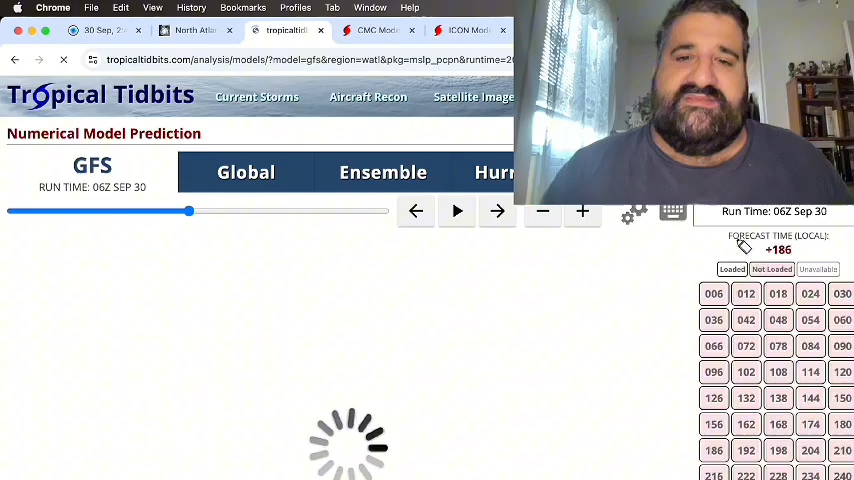 Chrome File Edit View History Bookmarks Profiles Tab Window Help
30 Sep, 2: North Atlan tropicaltidl CMC Mode ICON Mode
tropicaltidbits.com/analysis/models/?model=gfs&region=watl&pkg=mslp_pcpn&runtime=20
Tropical Tidbits Current Storms Aircraft Recon Satellite Image
Numerical Model Prediction
GFS Global Ensemble Hurr
RUN TIME: 06Z SEP 30
Run Time: 06Z Sep 30
FORECAST TIME (LOCAL):
+186
Loaded Not Loaded Unavailable
006 012 018 024 030
036 042 048 054 060
066 072 078 084 090
096 102 108 114 120
126 132 138 144 150
156 162 168 174 180
186 192 198 204 210
216 222 228 234 240